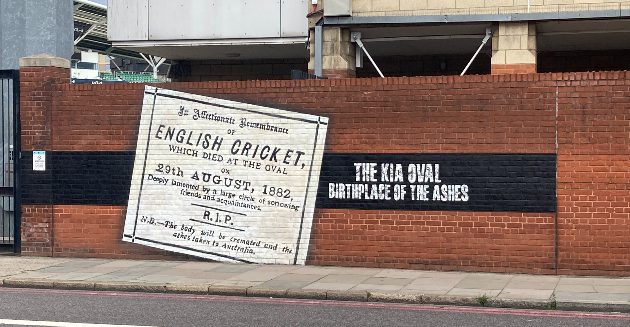 In Affectionate Remembrance
OF
ENGLISH CRICKET,
WHICH DIED AT THE OVAL
ON
29th AUGUST, 1882,
Deeply lamented by a large circle of sorrowing
friends and acquaintances.
R.I.P.
N.B.—The body will be cremated and the
ashes taken to Australia.
THE KIA OVAL
BIRTHPLACE OF THE ASHES